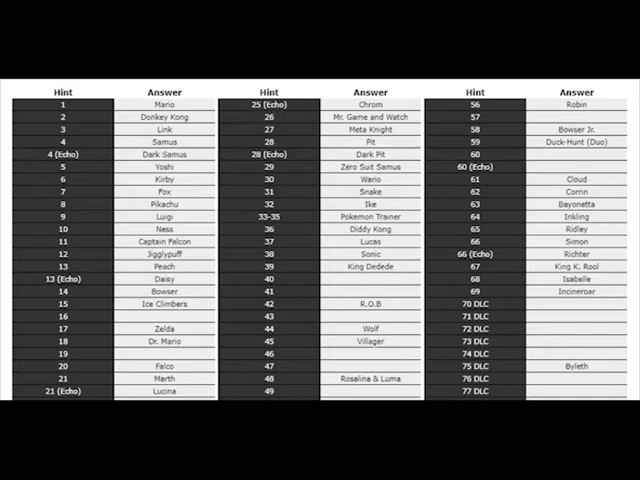 Hint Answer Hint Answer Hint Answer
1 Mario 25 (Echo) Chrom 56 Robin
2 Donkey Kong 26 Mr. Game and Watch 57
3 Link 27 Meta Knight 58 Bowser Jr.
4 Samus 28 Pit 59 Duck-Hunt (Duo)
4 (Echo) Dark Samus 28 (Echo) Dark Pit 60
5 Yoshi 29 Zero Suit Samus 60 (Echo)
6 Kirby 30 Wario 61 Cloud
7 Fox 31 Snake 62 Corrin
8 Pikachu 32 Ike 63 Bayonetta
9 Luigi 33-35 Pokemon Trainer 64 Inkling
10 Ness 36 Diddy Kong 65 Ridley
11 Captain Falcon 37 Lucas 66 Simon
12 Jigglypuff 38 Sonic 66 (Echo) Richter
13 Peach 39 King Dedede 67 King K. Rool
13 (Echo) Daisy 40 68 Isabelle
14 Bowser 41 69 Incineroar
15 Ice Climbers 42 R.O.B 70 DLC
16 43 71 DLC
17 Zelda 44 Wolf 72 DLC
18 Dr. Mario 45 Villager 73 DLC
19 46 74 DLC
20 Falco 47 75 DLC Byleth
21 Marth 48 Rosalina & Luma 76 DLC
21 (Echo) Lucina 49 77 DLC